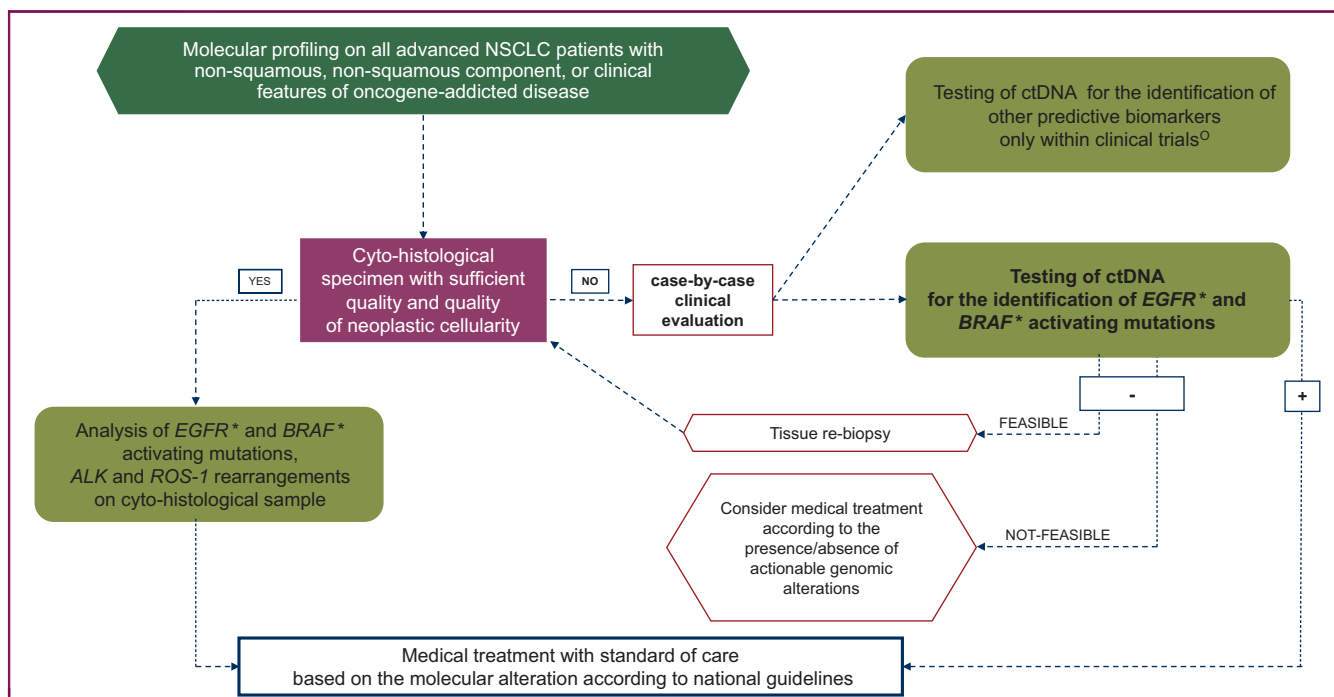 Molecular profiling on all advanced NSCLC patients with
non-squamous, non-squamous component, or clinical
features of oncogene-addicted disease
Testing of ctDNA for the identification of
other predictive biomarkers
only within clinical trialsO
YES
Cyto-histological
specimen with sufficient
quality and quality
of neoplastic cellularity
NO
case-by-case
clinical
evaluation
Testing of ctDNA
for the identification of EGFR* and
BRAF* activating mutations
-
+
Analysis of EGFR* and BRAF*
activating mutations,
ALK and ROS-1 rearrangements
on cyto-histological sample
Tissue re-biopsy
FEASIBLE
Consider medical treatment
according to the
presence/absence of
actionable genomic
alterations
NOT-FEASIBLE
Medical treatment with standard of care
based on the molecular alteration according to national guidelines